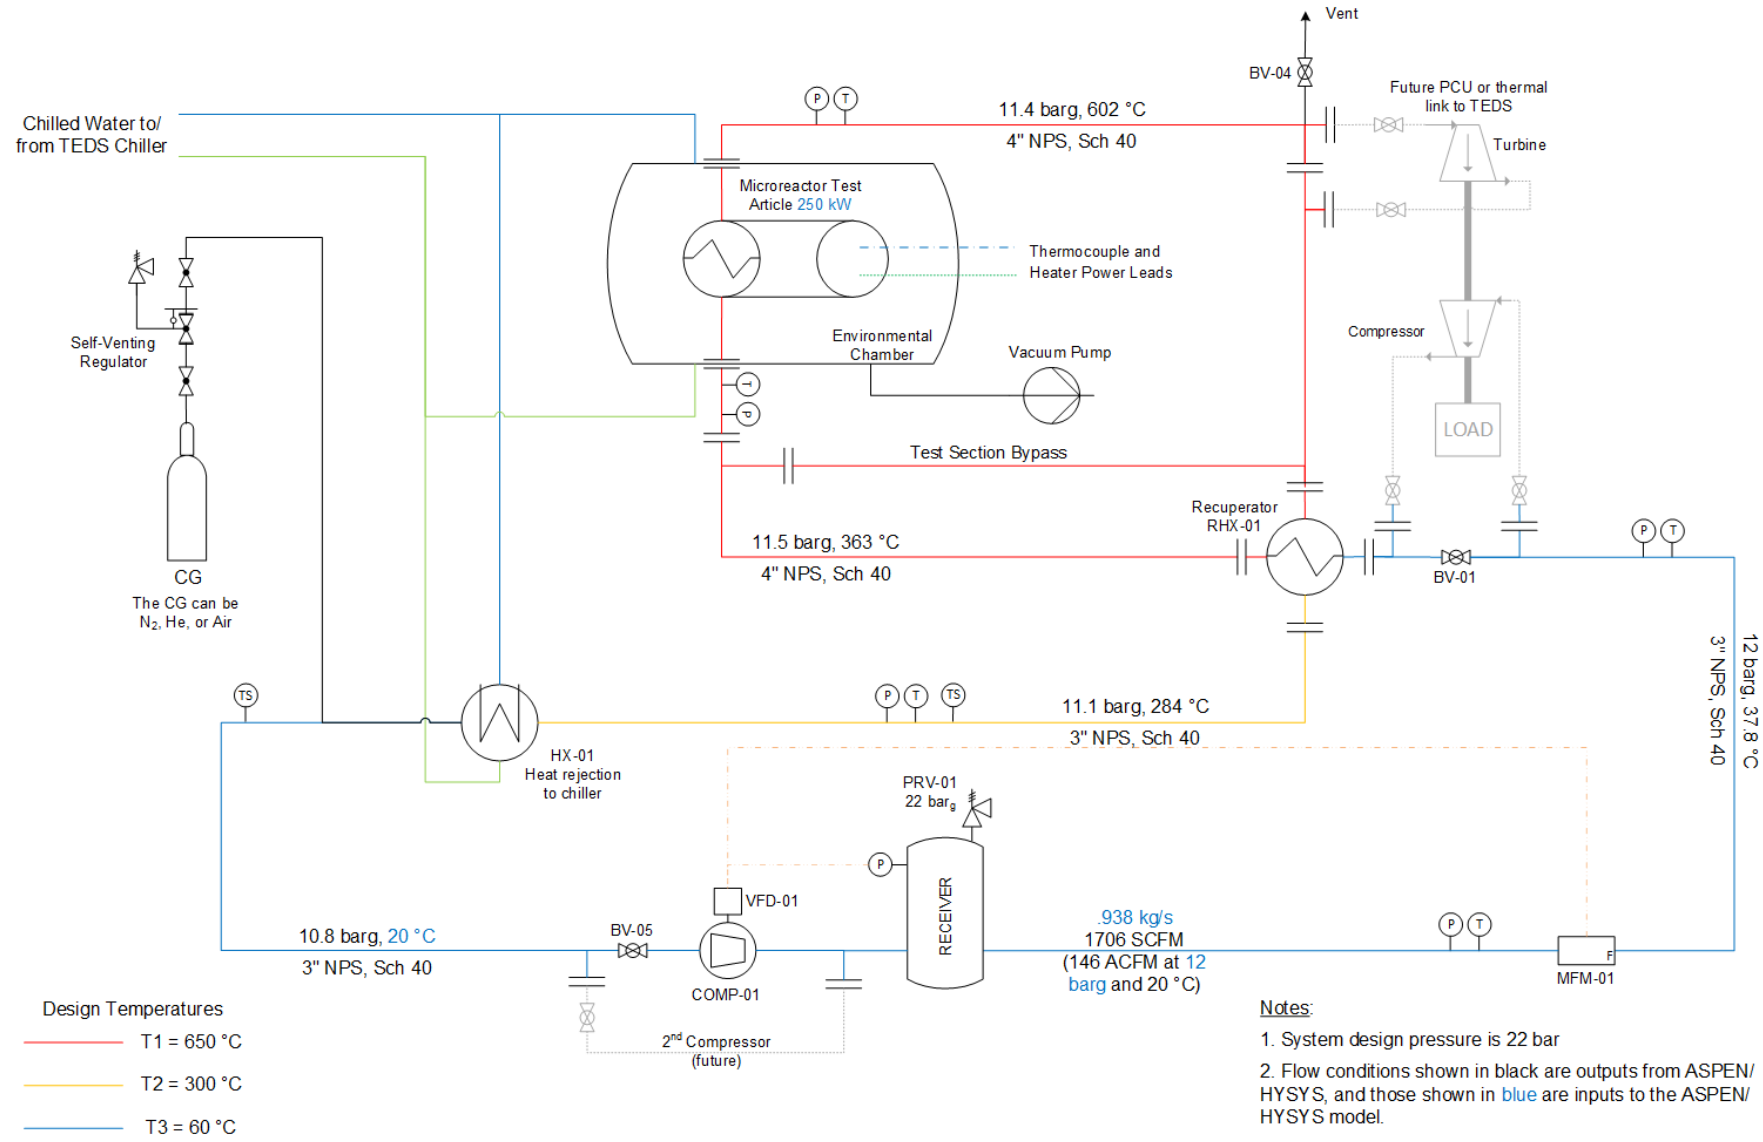 Vent
BV-04
Future PCU or thermal
link to TEDS
Turbine
P
T
11.4 barg, 602 °C
4" NPS, Sch 40
Chilled Water to/
from TEDS Chiller
Microreactor Test
Article 250 kW
Thermocouple and
Heater Power Leads
Self-Venting
Regulator
Environmental
Chamber
Vacuum Pump
Compressor
LOAD
T
P
Test Section Bypass
Recuperator
RHX-01
11.5 barg, 363 °C
4" NPS, Sch 40
BV-01
P
T
CG
The CG can be
N₂, He, or Air
12 barg, 37.8 °C
3" NPS, Sch 40
TS
P
T
TS
11.1 barg, 284 °C
3" NPS, Sch 40
HX-01
Heat rejection
to chiller
PRV-01
22 barg
P
RECEIVER
VFD-01
BV-05
COMP-01
10.8 barg, 20 °C
3" NPS, Sch 40
.938 kg/s
1706 SCFM
(146 ACFM at 12
barg and 20 °C)
P
T
F
MFM-01
2nd Compressor
(future)
Design Temperatures
T1 = 650 °C
T2 = 300 °C
T3 = 60 °C
Notes:
1. System design pressure is 22 bar
2. Flow conditions shown in black are outputs from ASPEN/
HYSYS, and those shown in blue are inputs to the ASPEN/
HYSYS model.